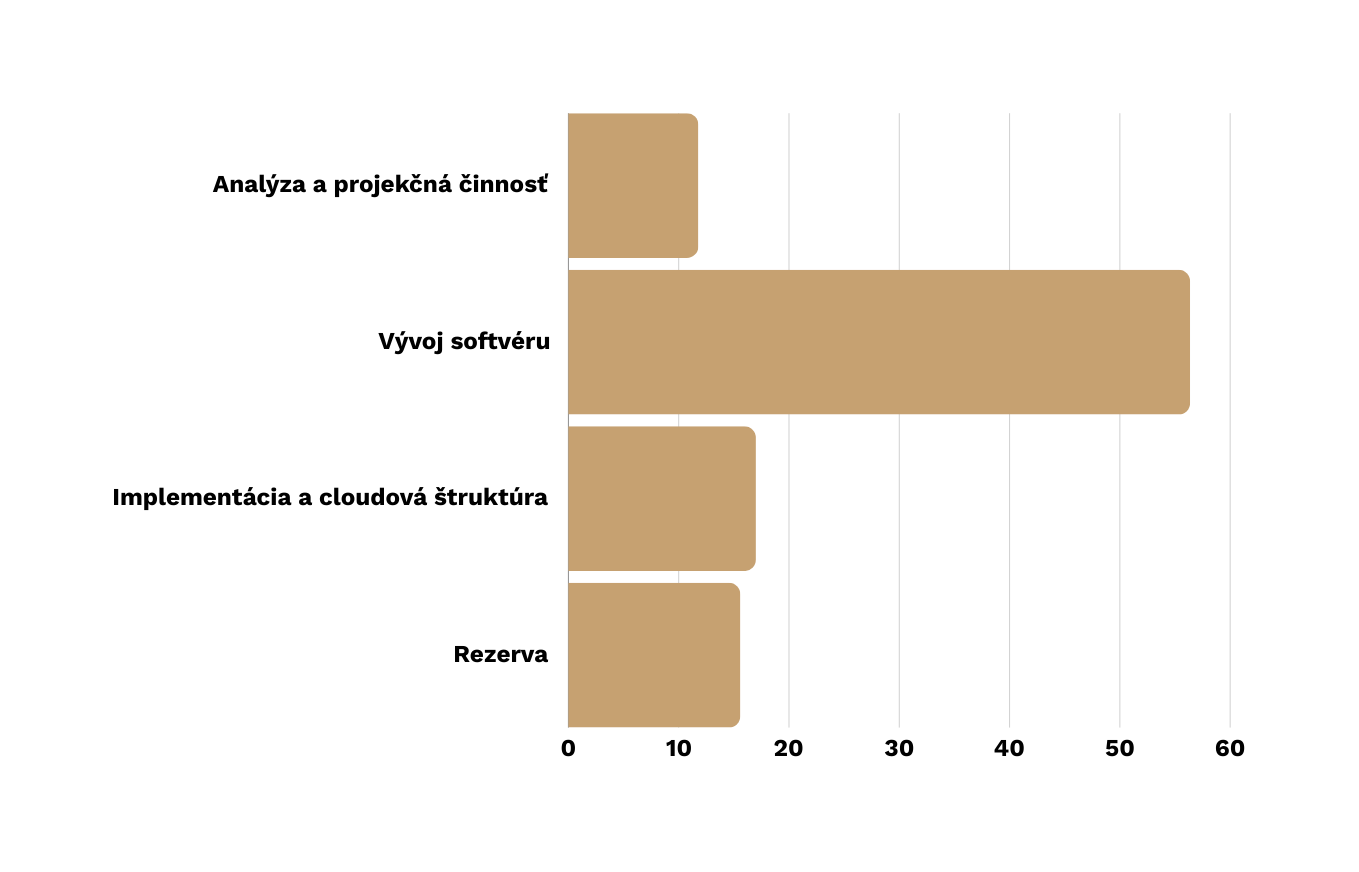 Analýza a projekčná činnosť
Vývoj softvéru
Implementácia a cloudová štruktúra
Rezerva
0 10 20 30 40 50 60